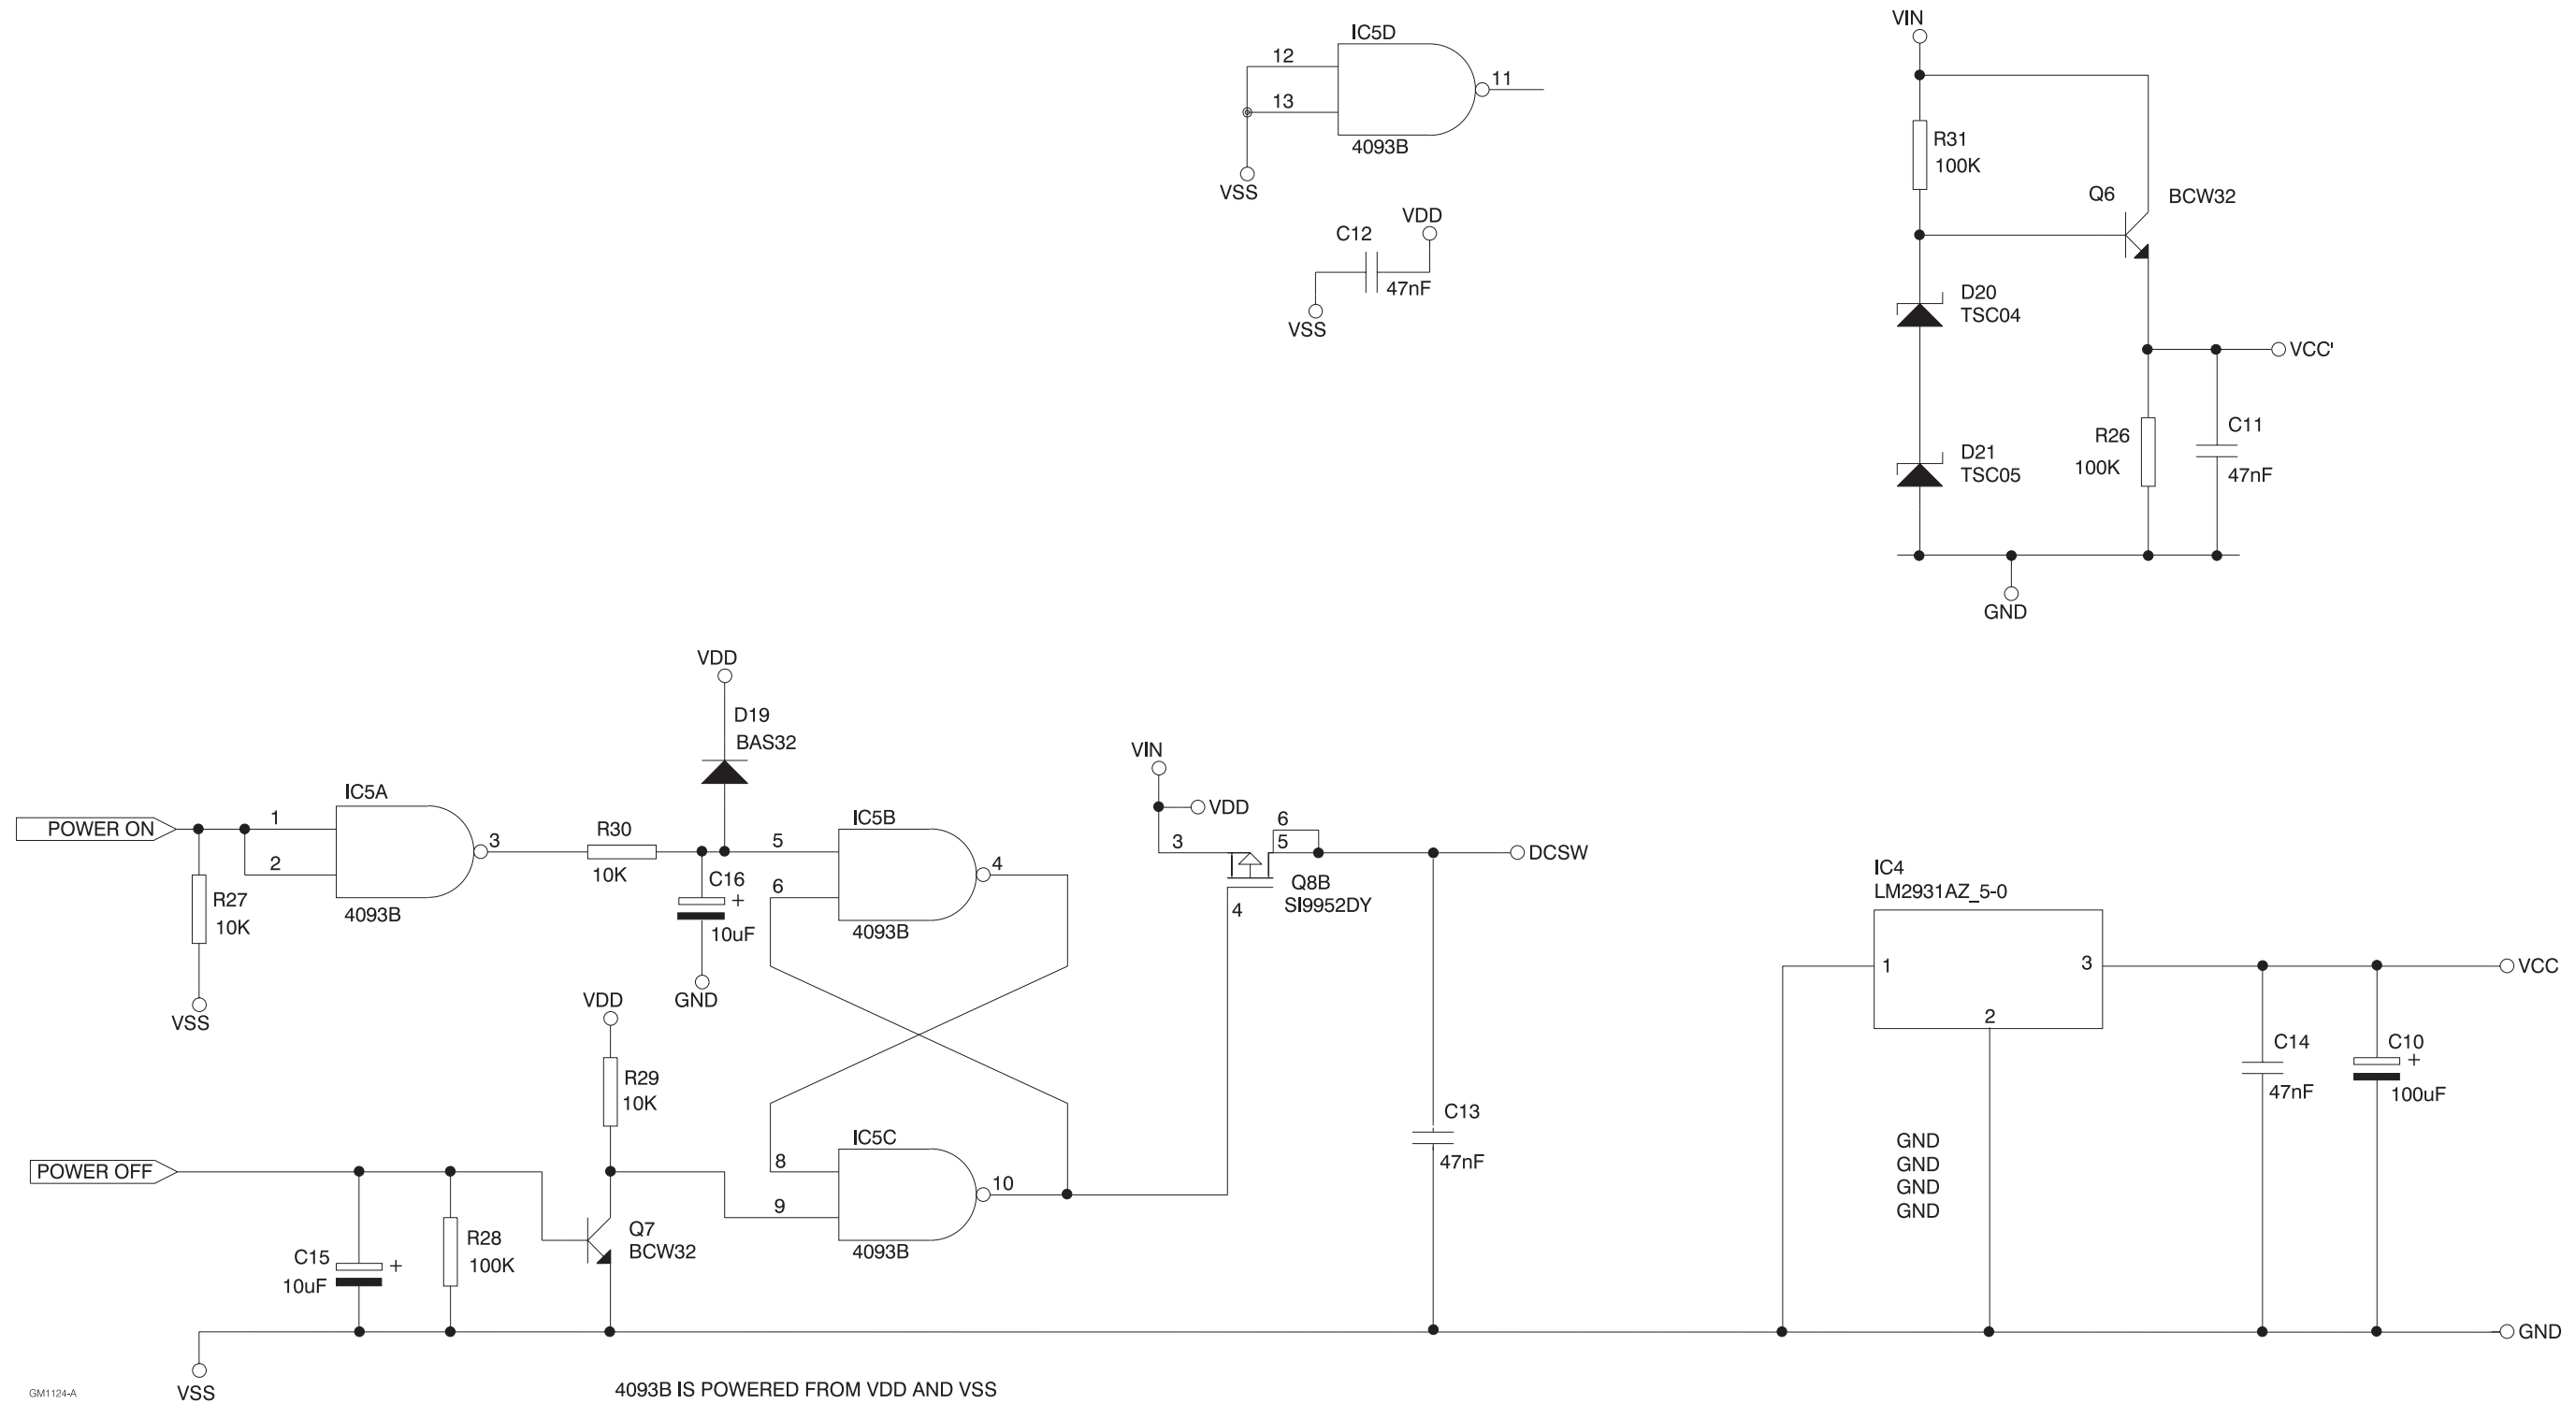 IC5D
12
13
11
4093B
VSS
VDD
C12
47nF
VSS
VIN
R31
100K
Q6
BCW32
D20
TSC04
VCC'
D21
TSC05
R26
100K
C11
47nF
GND
VDD
D19
BAS32
POWER ON
IC5A
1
2
3
4093B
R27
10K
VSS
R30
10K
C16
+
10uF
GND
IC5B
5
6
4
4093B
VIN
VDD
3
6
5
4
Q8B
SI9952DY
DCSW
IC4
LM2931AZ_5-0
1
3
2
VCC
C14
47nF
C10
+
100uF
GND
GND
GND
GND
VDD
R29
10K
POWER OFF
C15
+
10uF
R28
100K
Q7
BCW32
IC5C
8
9
10
4093B
C13
47nF
GND
VSS
GM1124-A
4093B IS POWERED FROM VDD AND VSS